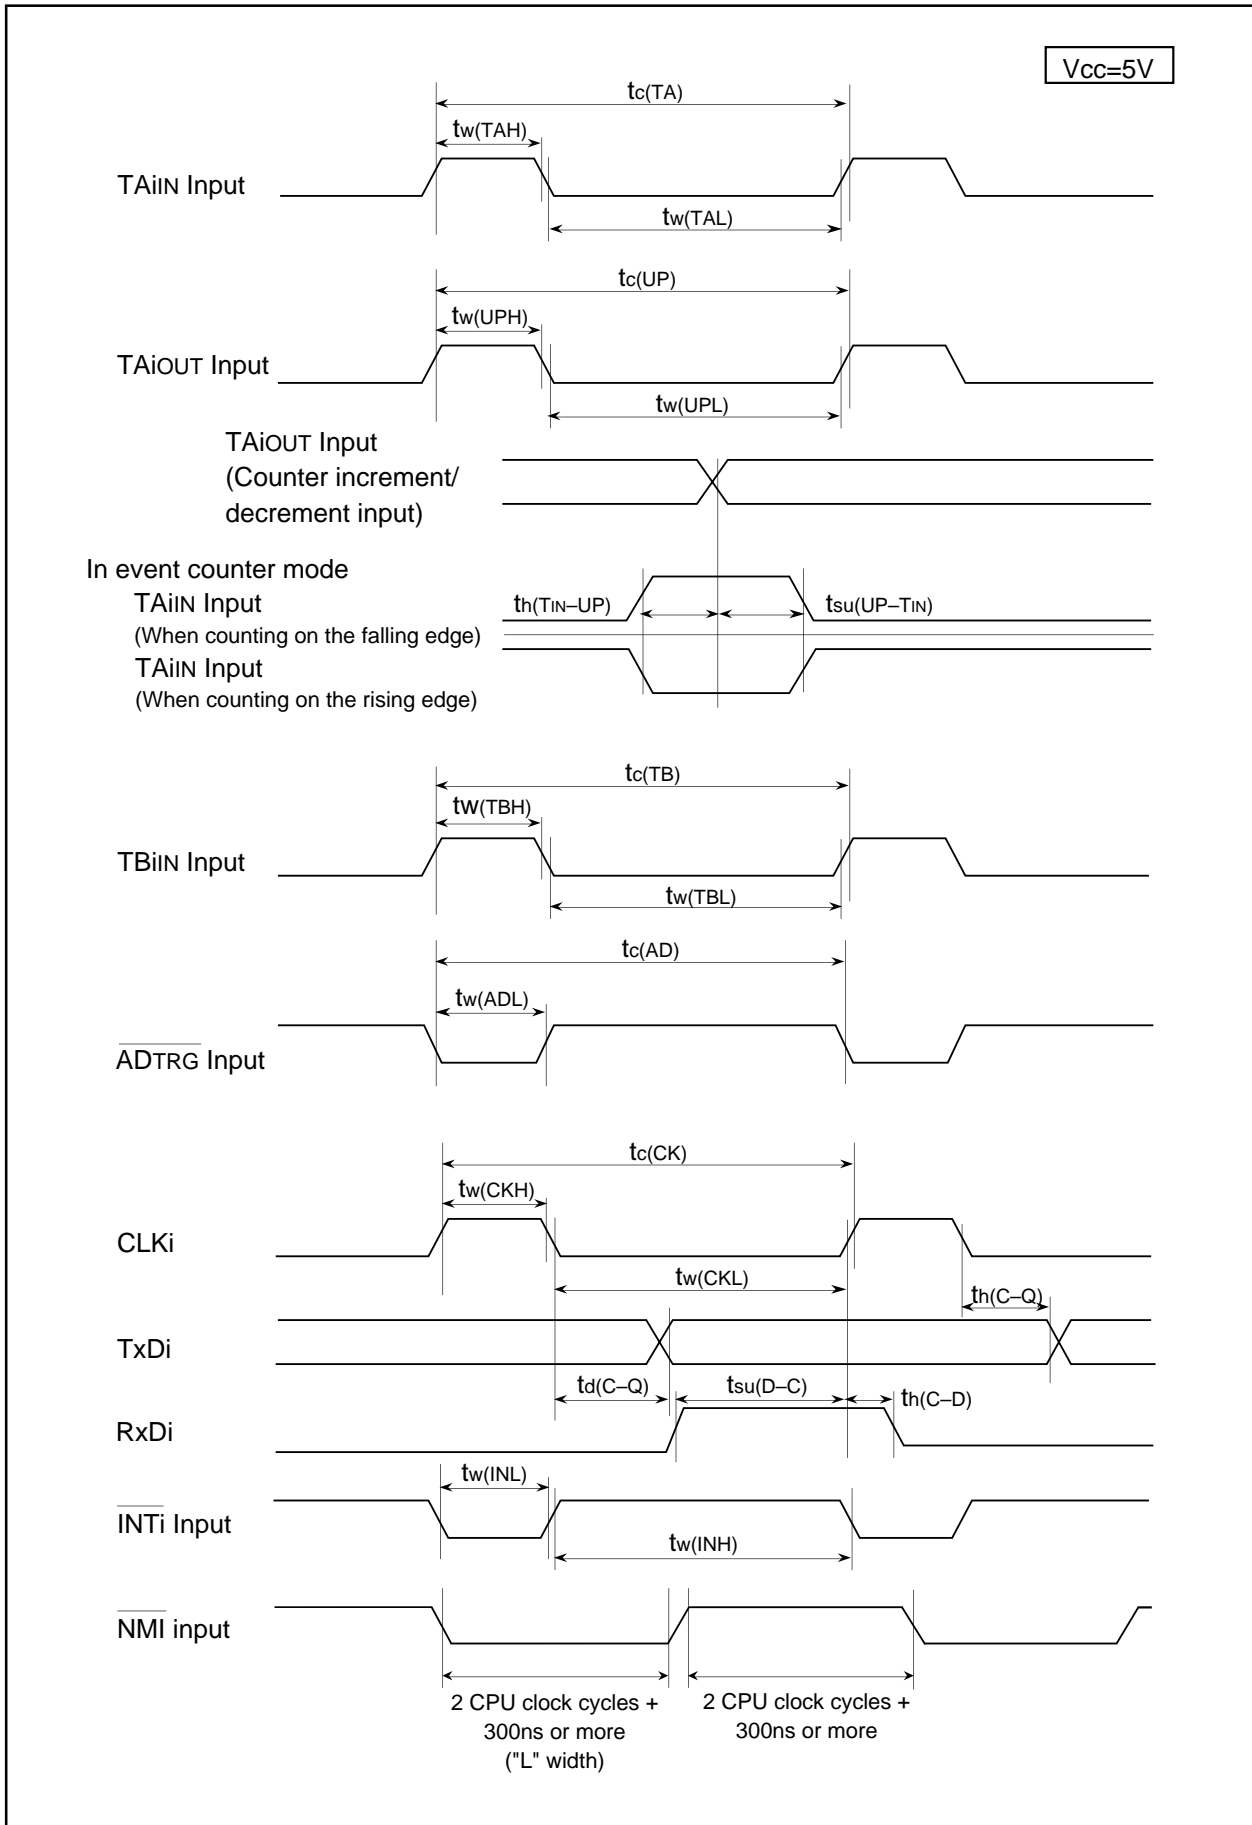 Vcc=5V
tc(TA)
tw(TAH)
TAiIN Input
tw(TAL)
tc(UP)
tw(UPH)
TAiOUT Input
tw(UPL)
TAiOUT Input
(Counter increment/
decrement input)
In event counter mode
TAiIN Input
(When counting on the falling edge)
th(TIN–UP)
tsu(UP–TIN)
TAiIN Input
(When counting on the rising edge)
tc(TB)
tw(TBH)
TBiIN Input
tw(TBL)
tc(AD)
tw(ADL)
ADTRG Input
tc(CK)
tw(CKH)
CLKi
tw(CKL)
th(C–Q)
TxDi
td(C–Q)
tsu(D–C)
th(C–D)
RxDi
tw(INL)
INTi Input
tw(INH)
NMI input
2 CPU clock cycles +
300ns or more
("L" width)
2 CPU clock cycles +
300ns or more